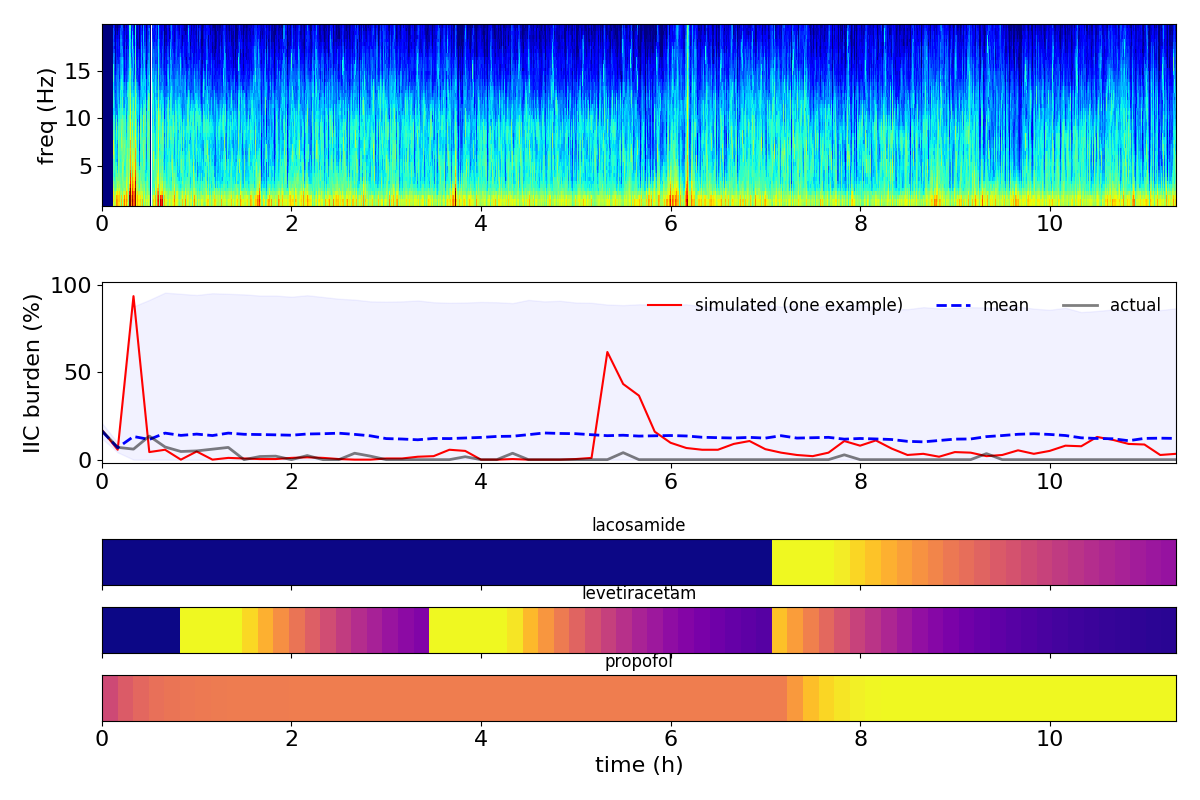 freq (Hz)
15
10
5
0 2 4 6 8 10
IIC burden (%)
100
50
0
simulated (one example) mean actual
0 2 4 6 8 10
lacosamide
levetiracetam
propofol
0 2 4 6 8 10
time (h)